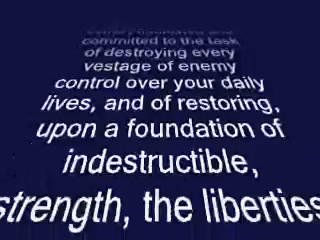 committed to the task
of destroying every
vestage of enemy
control over your daily
lives, and of restoring,
upon a foundation of
indestructible,
strength, the liberties